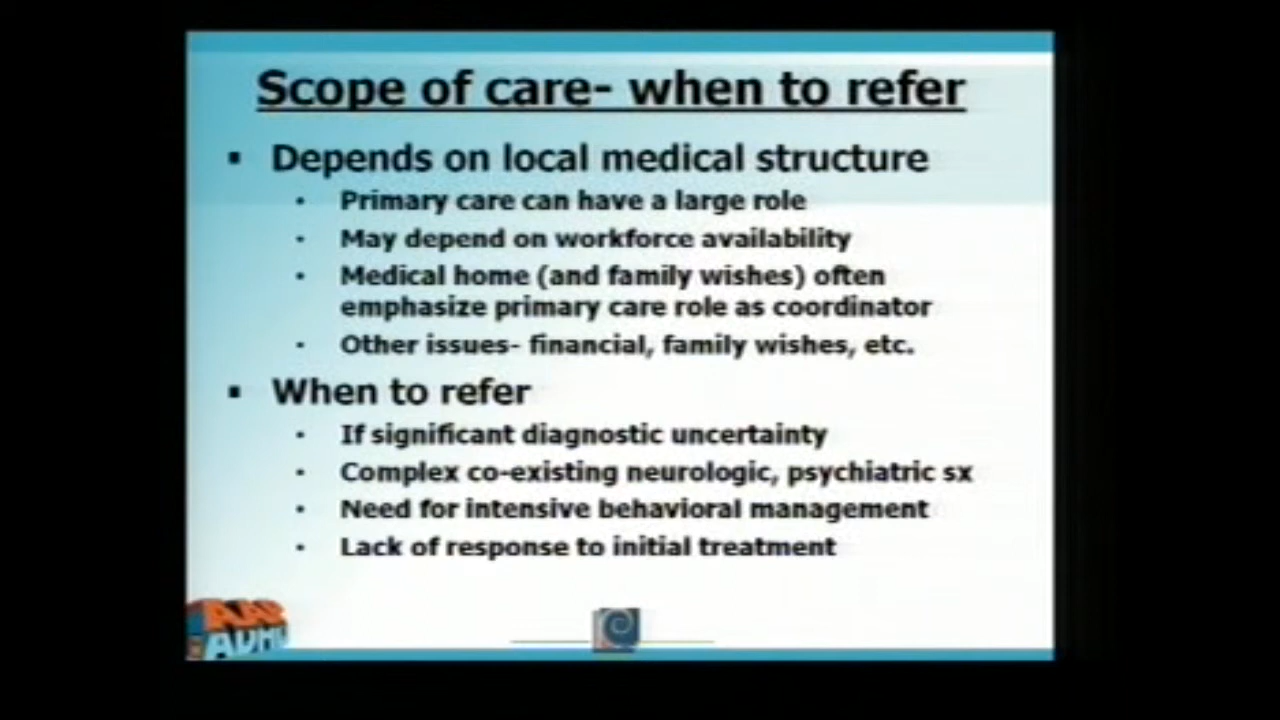 Scope of care- when to refer
▪ Depends on local medical structure
· Primary care can have a large role
· May depend on workforce availability
· Medical home (and family wishes) often
emphasize primary care role as coordinator
· Other issues- financial, family wishes, etc.
▪ When to refer
· If significant diagnostic uncertainty
· Complex co-existing neurologic, psychiatric sx
· Need for intensive behavioral management
· Lack of response to initial treatment